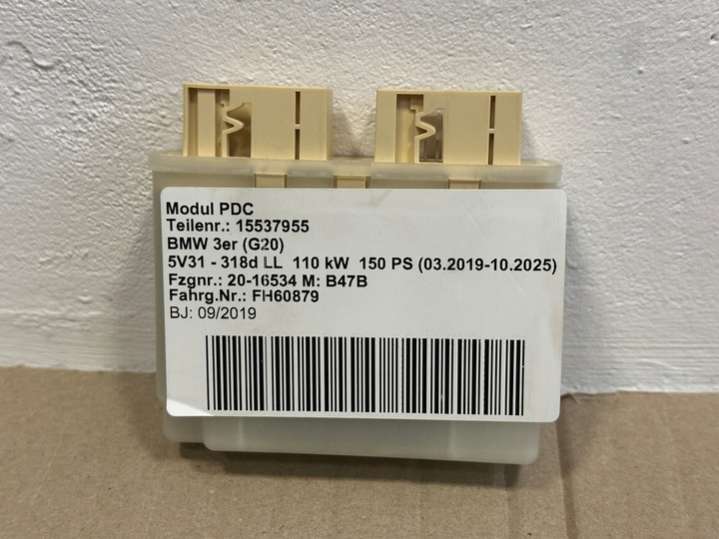 Modul PDC
Teilenr.: 15537955
BMW 3er (G20)
5V31 - 318d LL 110 kW 150 PS (03.2019-10.2025)
Fzgnr.: 20-16534 M: B47B
Fahrg.Nr.: FH60879
BJ: 09/2019